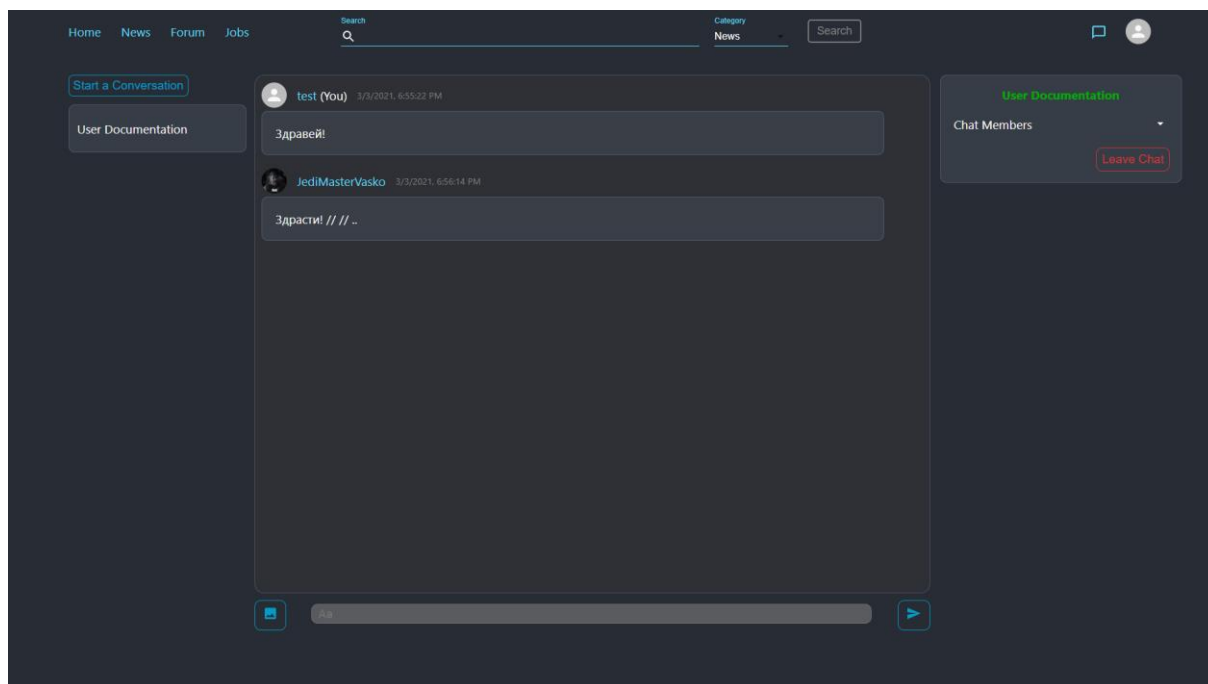 Home News Forum Jobs
Search
Category
News
Search
Start a Conversation
User Documentation
test (You) 3/3/2021, 6:55:22 PM
Здравей!
JediMasterVasko 3/3/2021, 6:56:14 PM
Здрасти! // // ..
User Documentation
Chat Members
Leave Chat
Aa